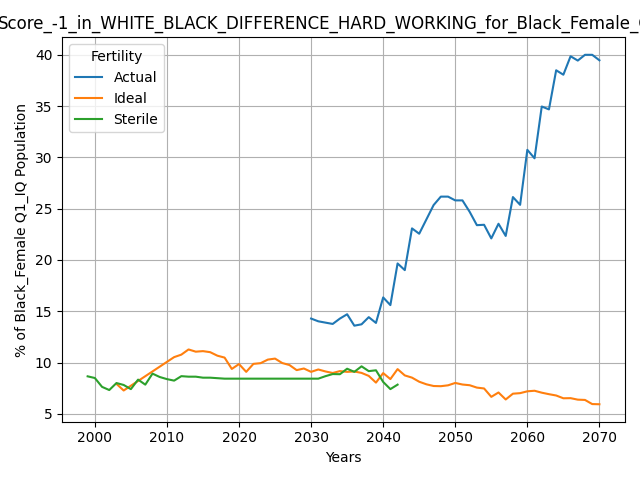 Score_-1_in_WHITE_BLACK_DIFFERENCE_HARD_WORKING_for_Black_Female_
Fertility
Actual
Ideal
Sterile
% of Black_Female Q1_IQ Population
40
35
30
25
20
15
10
5
2000
2010
2020
2030
2040
2050
2060
2070
Years